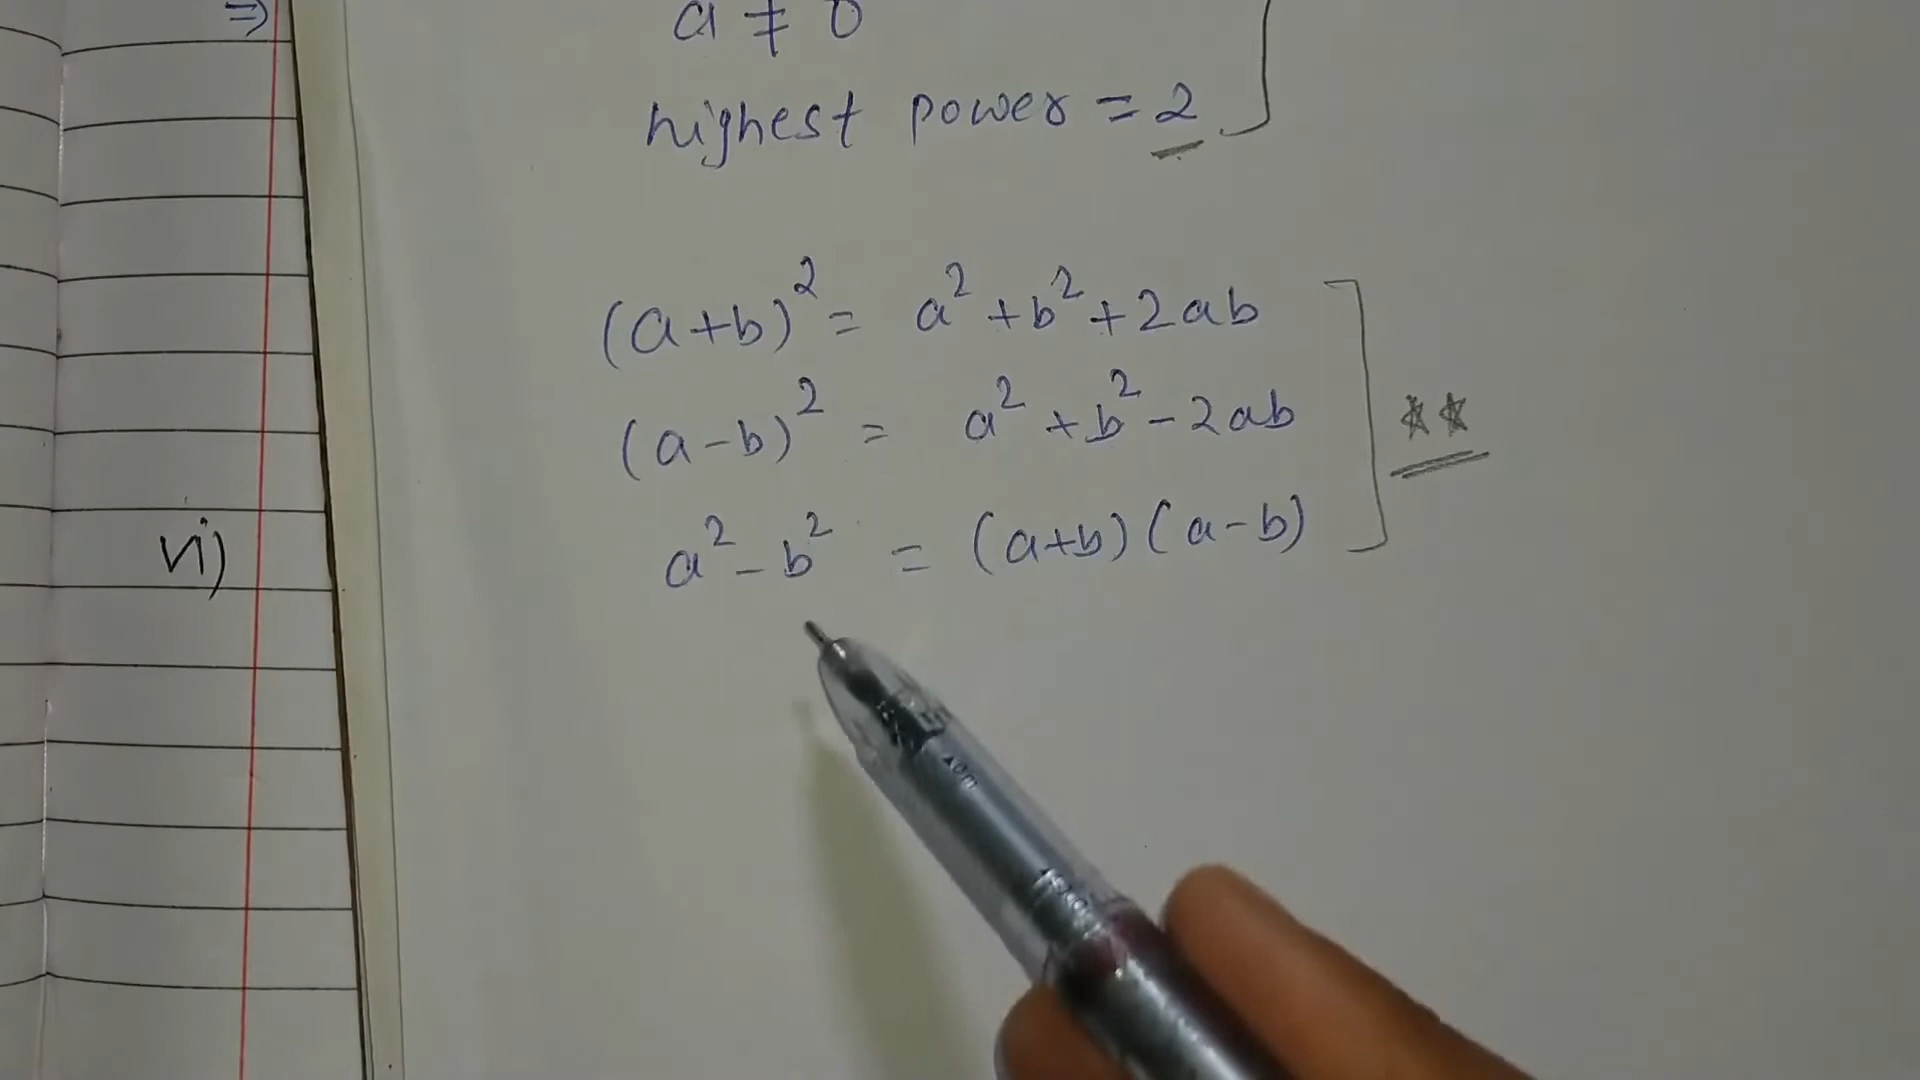 ⇒
a ≠ 0
highest power = 2
(a+b)² = a² + b² + 2ab
(a-b)² = a² + b² - 2ab
**
vi)
a² - b² = (a+b) (a-b)